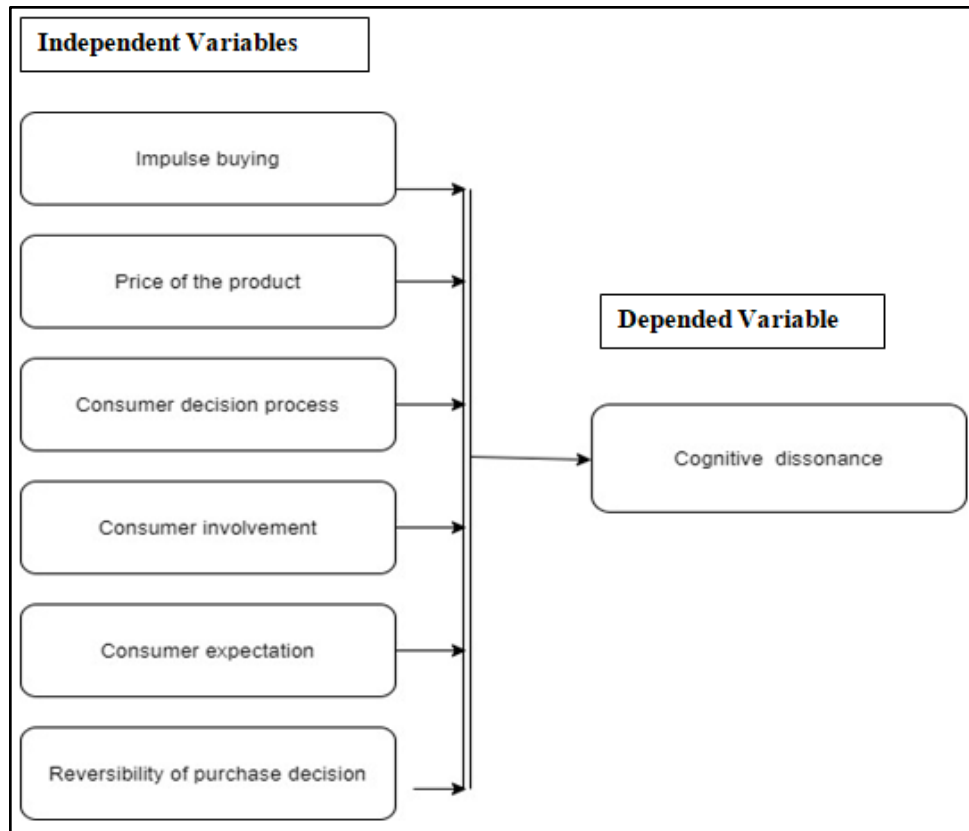 Independent Variables
Impulse buying
Price of the product
Consumer decision process
Consumer involvement
Consumer expectation
Reversibility of purchase decision
Depended Variable
Cognitive dissonance